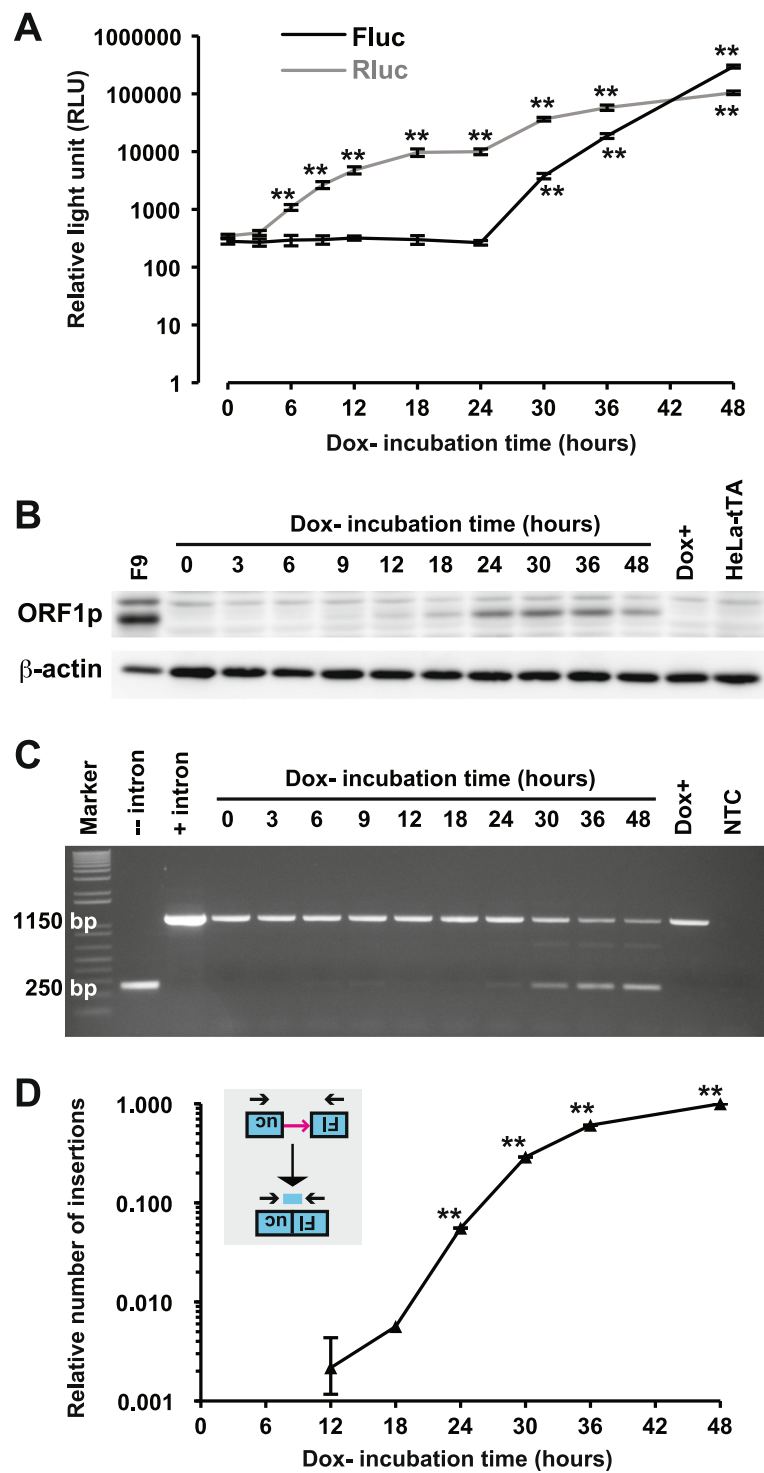 A
Fluc
Rluc
Relative light unit (RLU)
1000000
100000
10000
1000
100
10
1
** ** ** ** ** ** ** **
** ** **
0 6 12 18 24 30 36 42 48
Dox- incubation time (hours)
B
Dox- incubation time (hours)
F9 0 3 6 9 12 18 24 30 36 48 Dox+ HeLa-tTA
ORF1p
β-actin
C
Dox- incubation time (hours)
Marker -- intron + intron 0 3 6 9 12 18 24 30 36 48 Dox+ NTC
1150 bp
250 bp
D
Relative number of insertions
1.000
0.100
0.010
0.001
uc Fl
uc Fl
** ** ** **
0 6 12 18 24 30 36 42 48
Dox- incubation time (hours)